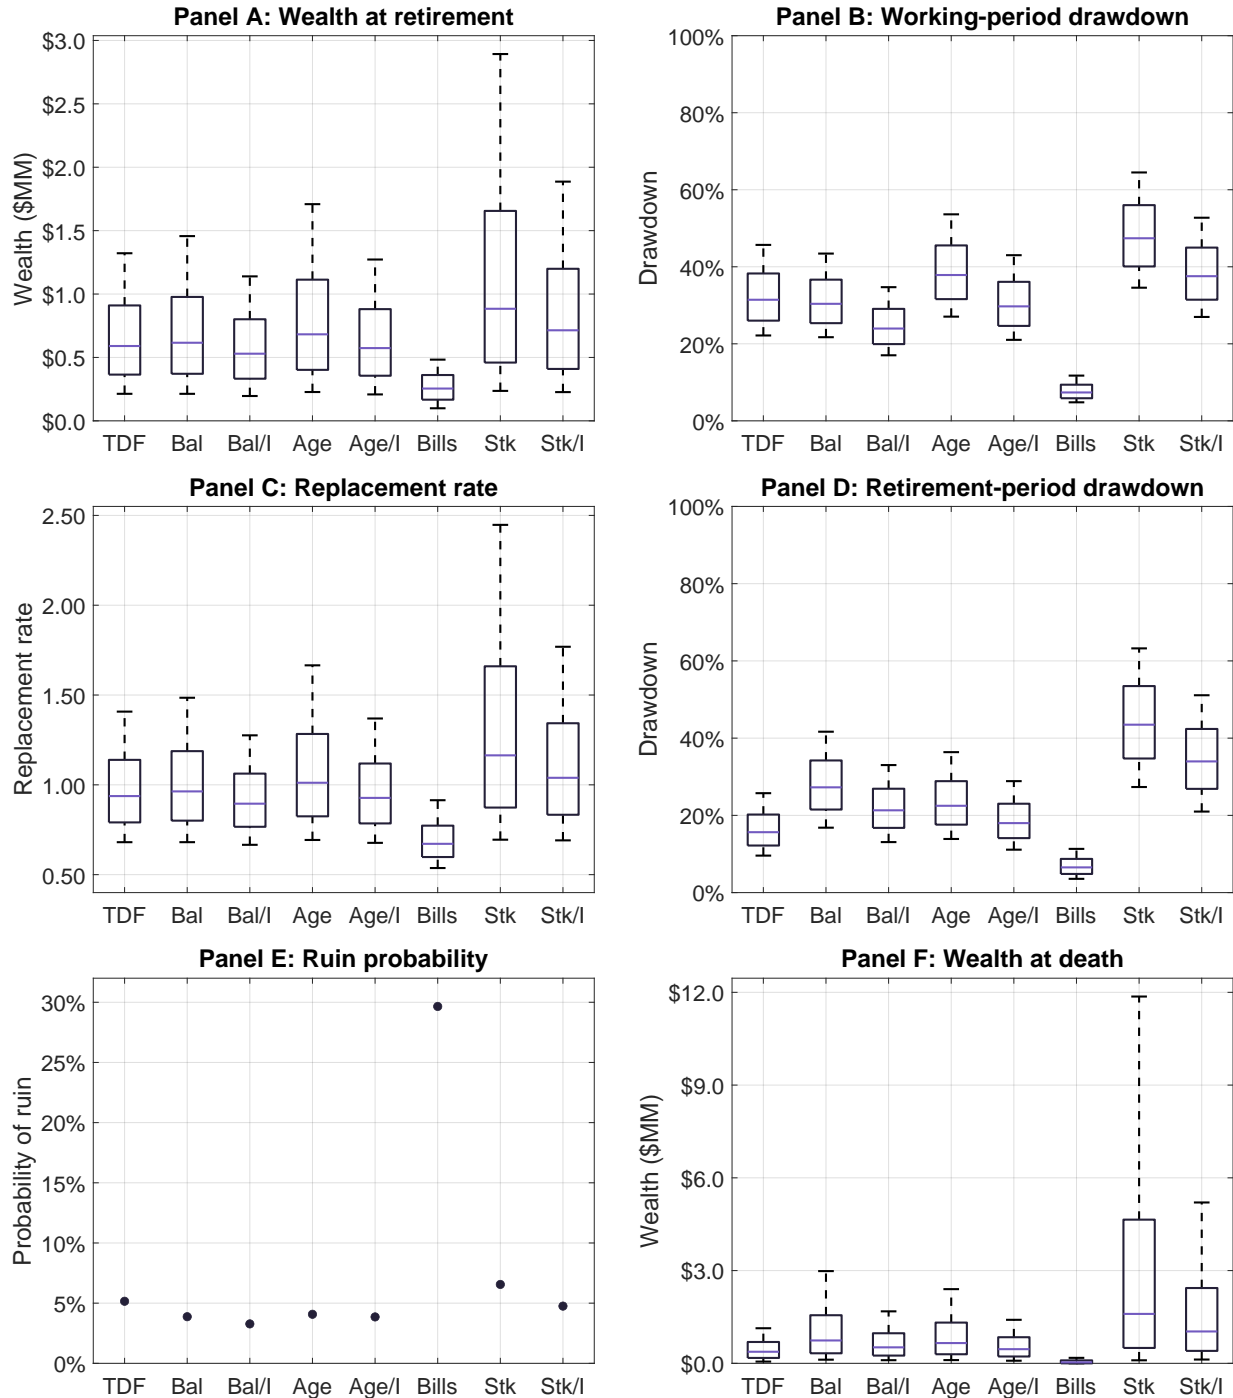 Panel A: Wealth at retirement
Wealth ($MM)
$3.0
$2.5
$2.0
$1.5
$1.0
$0.5
$0.0
TDF Bal Bal/I Age Age/I Bills Stk Stk/I
Panel B: Working-period drawdown
Drawdown
100%
80%
60%
40%
20%
0%
TDF Bal Bal/I Age Age/I Bills Stk Stk/I
Panel C: Replacement rate
Replacement rate
2.50
2.00
1.50
1.00
0.50
TDF Bal Bal/I Age Age/I Bills Stk Stk/I
Panel D: Retirement-period drawdown
Drawdown
100%
80%
60%
40%
20%
0%
TDF Bal Bal/I Age Age/I Bills Stk Stk/I
Panel E: Ruin probability
Probability of ruin
30%
25%
20%
15%
10%
5%
0%
TDF Bal Bal/I Age Age/I Bills Stk Stk/I
Panel F: Wealth at death
Wealth ($MM)
$12.0
$9.0
$6.0
$3.0
$0.0
TDF Bal Bal/I Age Age/I Bills Stk Stk/I